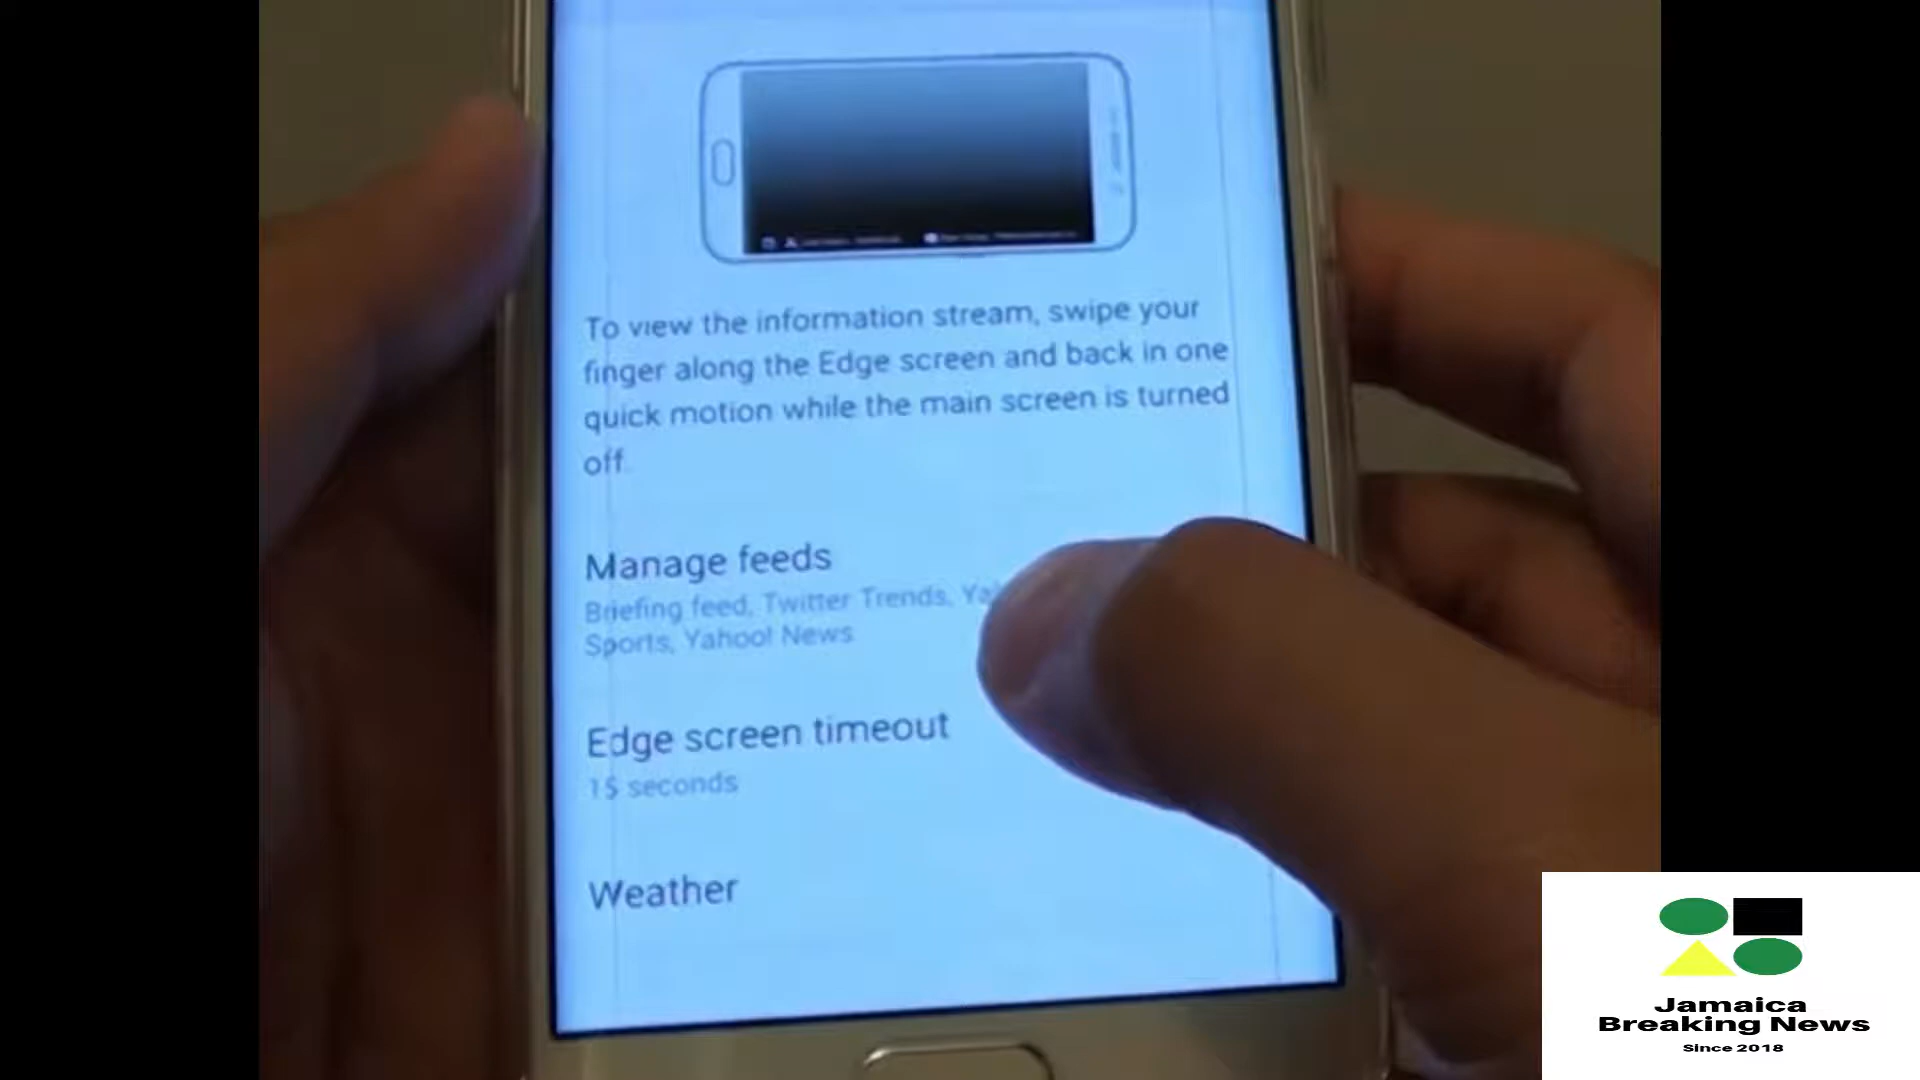 To view the information stream, swipe your
finger along the Edge screen and back in one
quick motion while the main screen is turned
off.
Manage feeds
Briefing feed, Twitter Trends,
Sports, Yahoo! News
Edge screen timeout
15 seconds
Weather
Jamaica
Breaking News
Since 2018